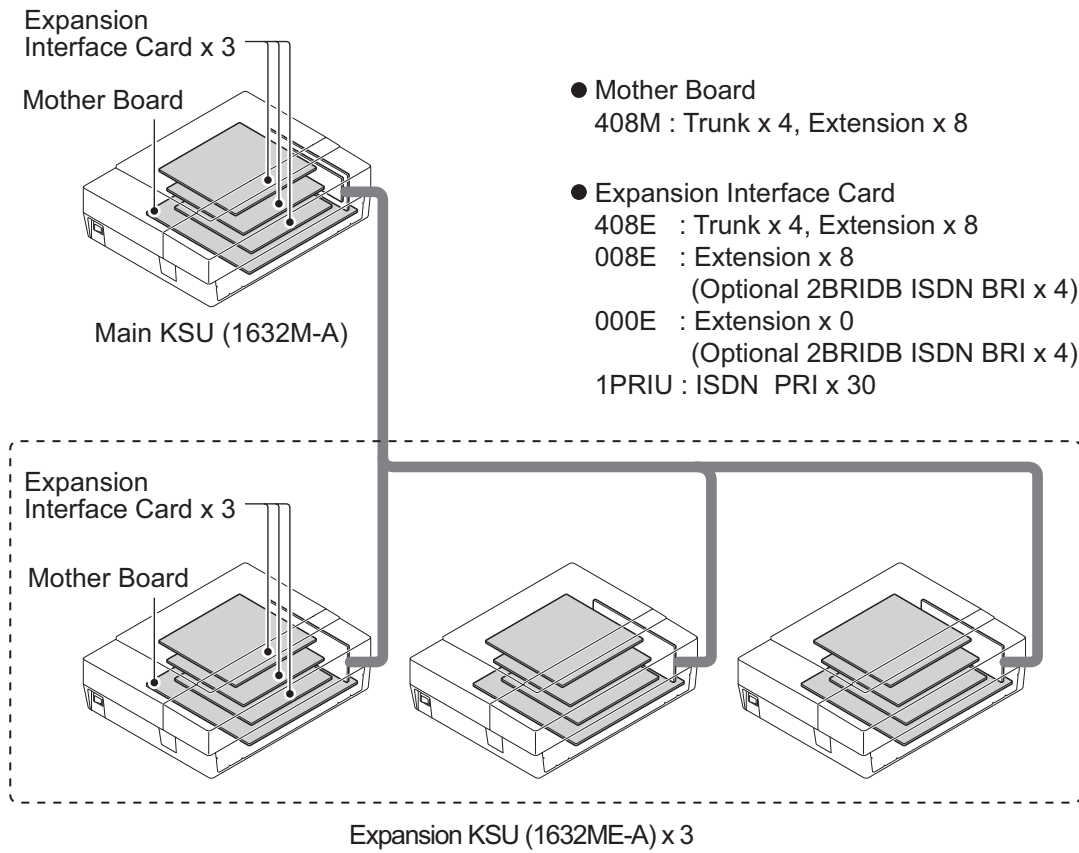 Expansion
Interface Card x 3
Mother Board
Main KSU (1632M-A)
● Mother Board
408M : Trunk x 4, Extension x 8
● Expansion Interface Card
408E : Trunk x 4, Extension x 8
008E : Extension x 8
(Optional 2BRIDB ISDN BRI x 4)
000E : Extension x 0
(Optional 2BRIDB ISDN BRI x 4)
1PRIU : ISDN PRI x 30
Expansion
Interface Card x 3
Mother Board
Expansion KSU (1632ME-A) x 3